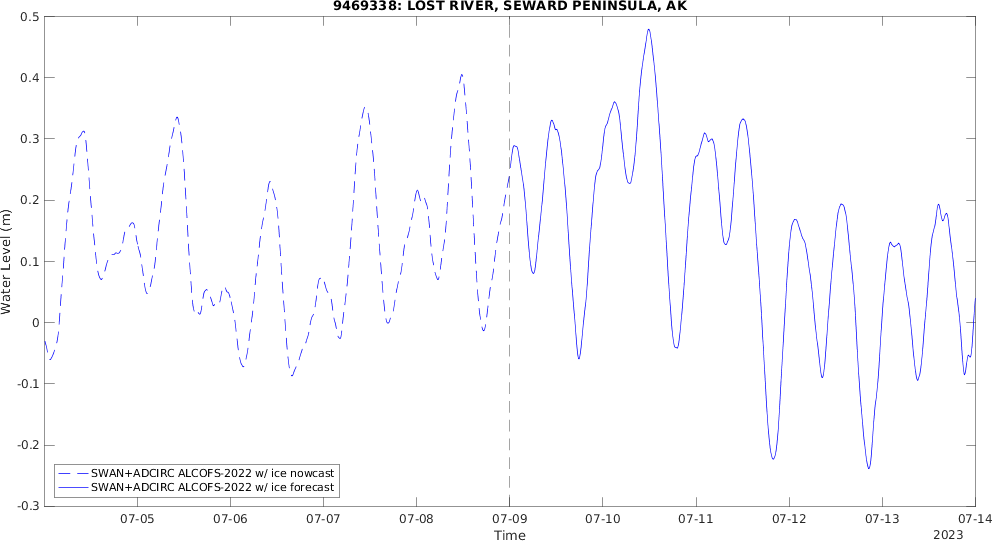 9469338: LOST RIVER, SEWARD PENINSULA, AK
0.5
0.4
0.3
0.2
0.1
0
-0.1
-0.2
-0.3
Water Level (m)
SWAN+ADCIRC ALCOFS-2022 w/ ice nowcast
SWAN+ADCIRC ALCOFS-2022 w/ ice forecast
07-05 07-06 07-07 07-08 07-09 07-10 07-11 07-12 07-13 07-14
Time
2023